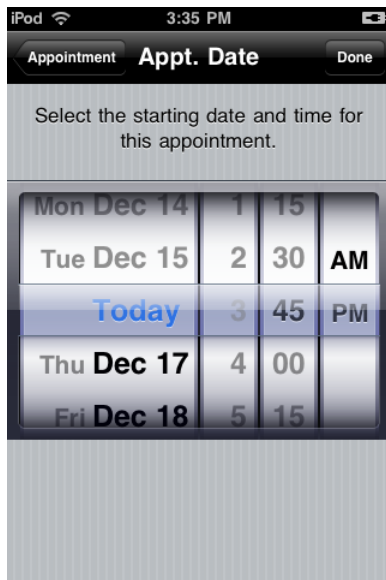 iPod 3:35 PM
Appointment Appt. Date Done
Select the starting date and time for
this appointment.
Mon Dec 14 1 15
Tue Dec 15 2 30 AM
Today 3 45 PM
Thu Dec 17 4 00
Fri Dec 18 5 15